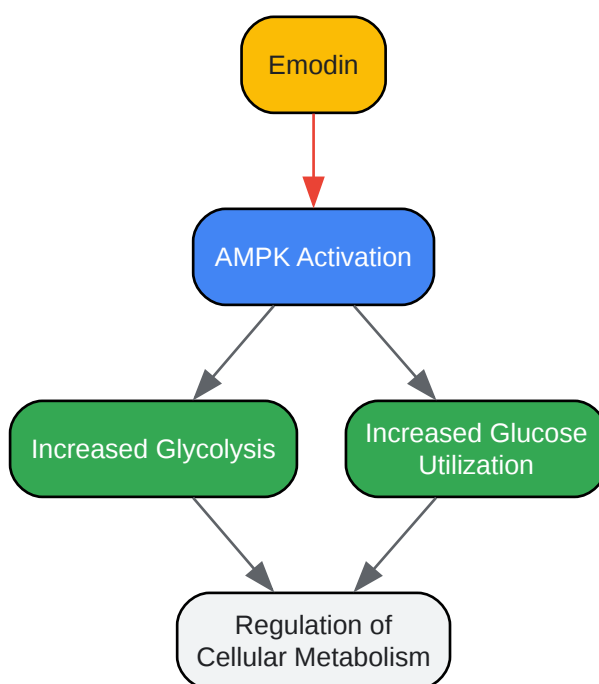 Emodin
AMPK Activation
Increased Glycolysis
Increased Glucose
Utilization
Regulation of
Cellular Metabolism